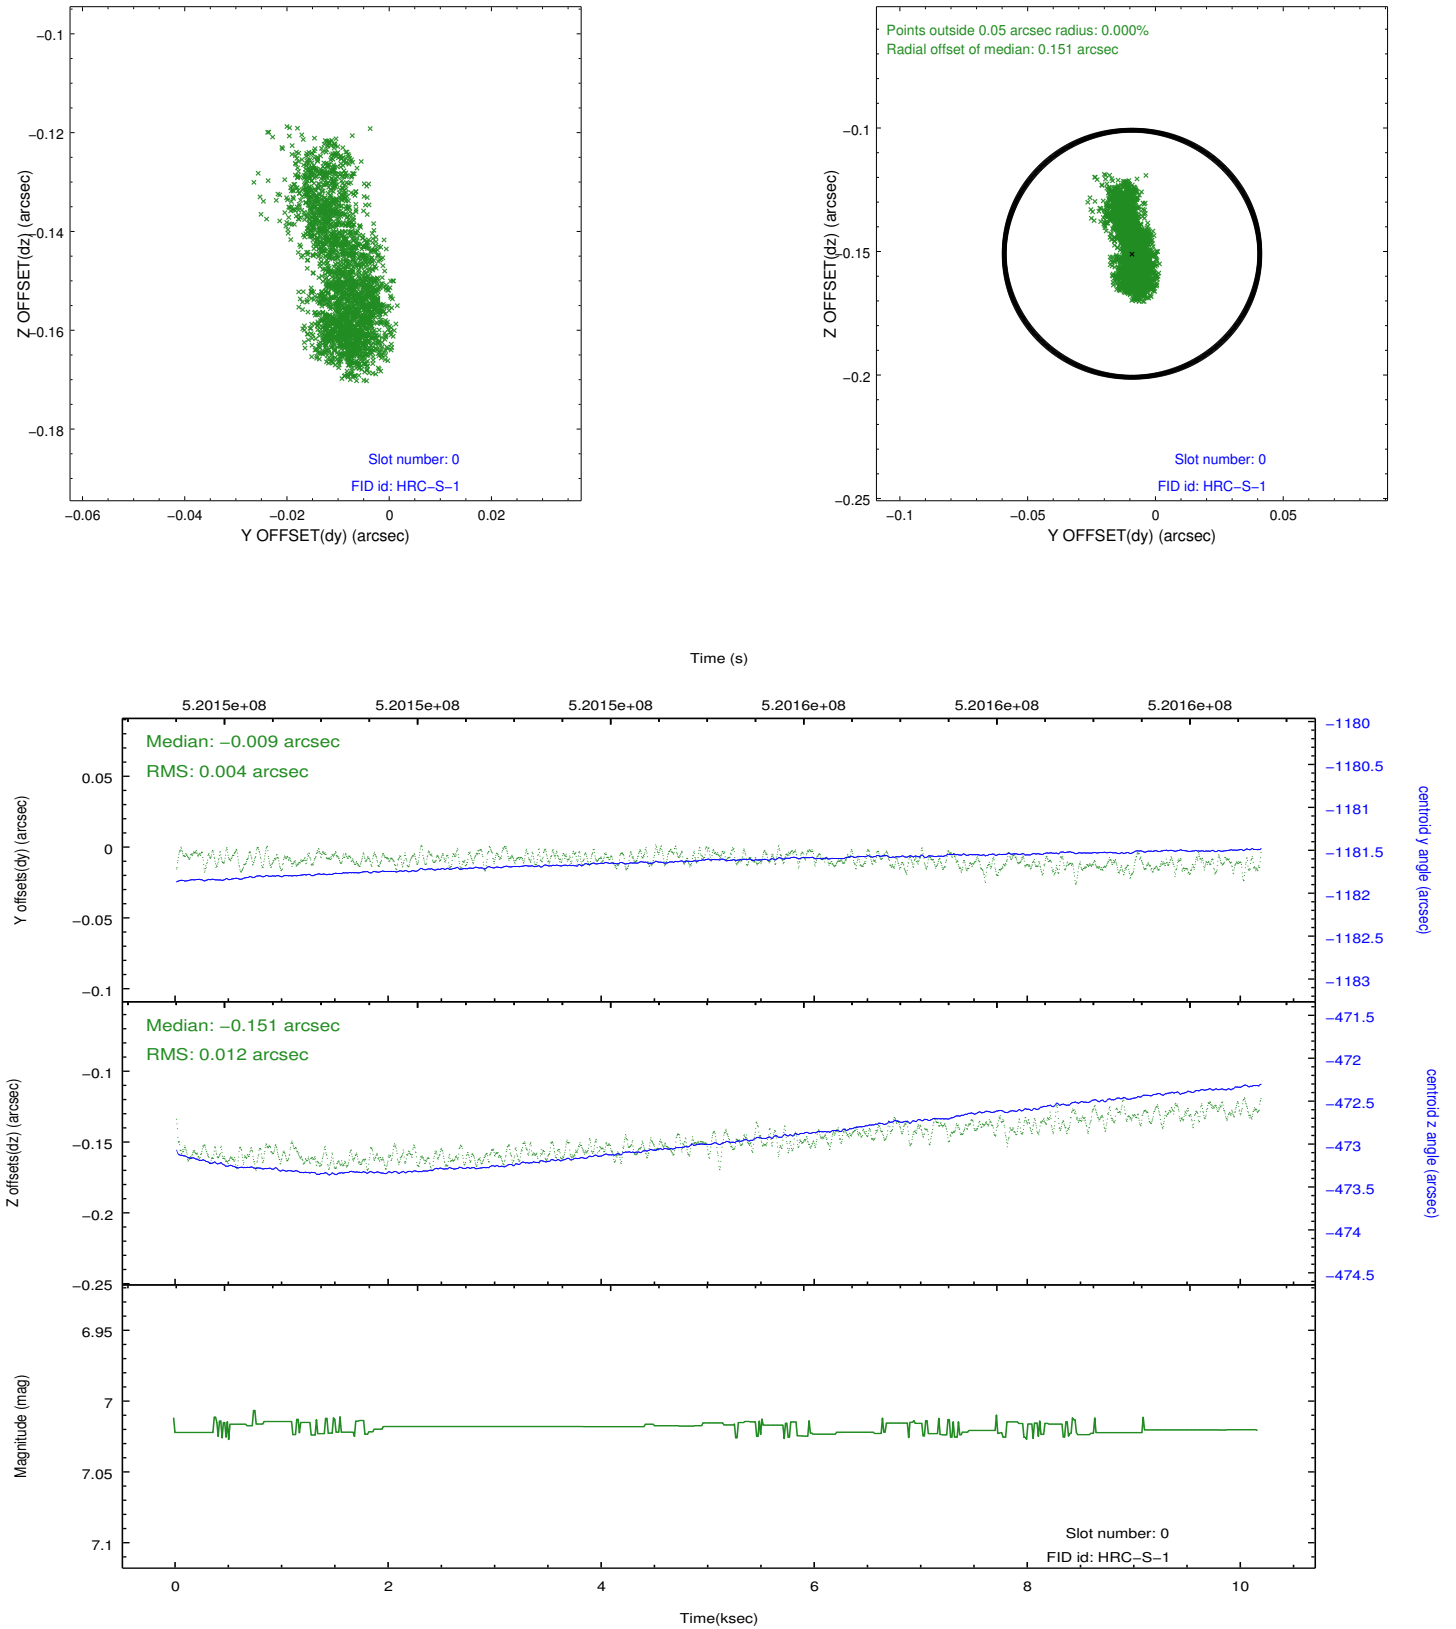 −0.1
−0.12
−0.14
−0.16
−0.18
Z OFFSET(dz) (arcsec)
Slot number: 0
FID id: HRC−S−1
−0.06
−0.04
−0.02
0
0.02
Y OFFSET(dy) (arcsec)
Points outside 0.05 arcsec radius: 0.000%
Radial offset of median: 0.151 arcsec
−0.1
−0.15
−0.2
−0.25
Z OFFSET(dz) (arcsec)
Slot number: 0
FID id: HRC−S−1
−0.1
−0.05
0
0.05
Y OFFSET(dy) (arcsec)
Time (s)
5.2015e+08
5.2015e+08
5.2015e+08
5.2016e+08
5.2016e+08
5.2016e+08
Median: −0.009 arcsec
RMS: 0.004 arcsec
0.05
0
−0.05
−0.1
Y offsets(dy) (arcsec)
−1180
−1180.5
−1181
−1181.5
−1182
−1182.5
−1183
centroid y angle (arcsec)
Median: −0.151 arcsec
RMS: 0.012 arcsec
−0.1
−0.15
−0.2
−0.25
Z offsets(dz) (arcsec)
−471.5
−472
−472.5
−473
−473.5
−474
−474.5
centroid z angle (arcsec)
6.95
7
7.05
7.1
Magnitude (mag)
Slot number: 0
FID id: HRC−S−1
0
2
4
6
8
10
Time(ksec)